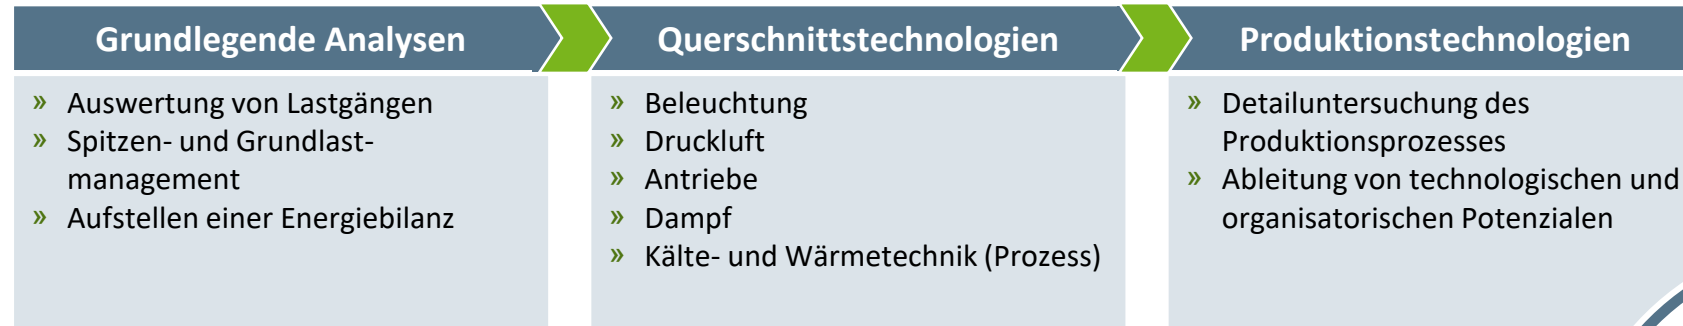 Grundlegende Analysen
» Auswertung von Lastgängen
» Spitzen- und Grundlast-
management
» Aufstellen einer Energiebilanz
Querschnittstechnologien
» Beleuchtung
» Druckluft
» Antriebe
» Dampf
» Kälte- und Wärmetechnik (Prozess)
Produktionstechnologien
» Detailuntersuchung des
Produktionsprozesses
» Ableitung von technologischen und
organisatorischen Potenzialen